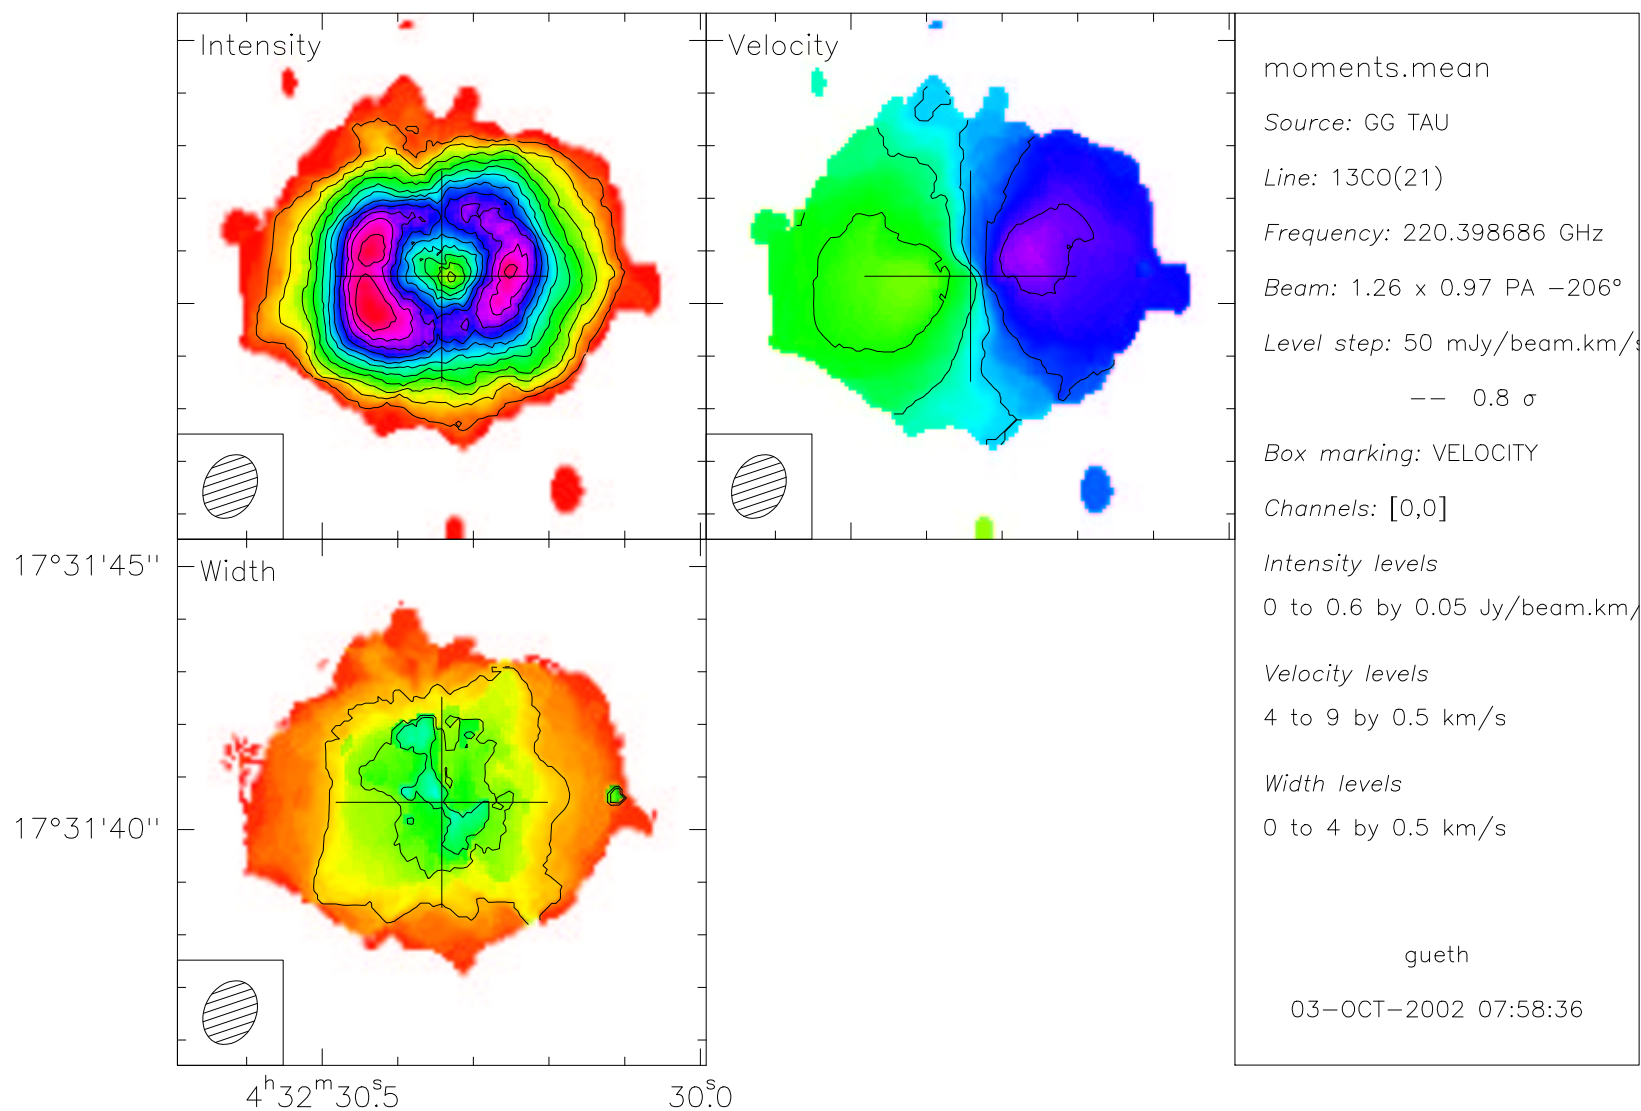 Intensity
Velocity
Width
17°31'45''
17°31'40''
4h32m30s.5
30s.0
moments.mean
Source: GG TAU
Line: 13CO(21)
Frequency: 220.398686 GHz
Beam: 1.26 x 0.97 PA −206°
Level step: 50 mJy/beam.km/s
−− 0.8 σ
Box marking: VELOCITY
Channels: [0,0]
Intensity levels
0 to 0.6 by 0.05 Jy/beam.km/
Velocity levels
4 to 9 by 0.5 km/s
Width levels
0 to 4 by 0.5 km/s
gueth
03−OCT−2002 07:58:36